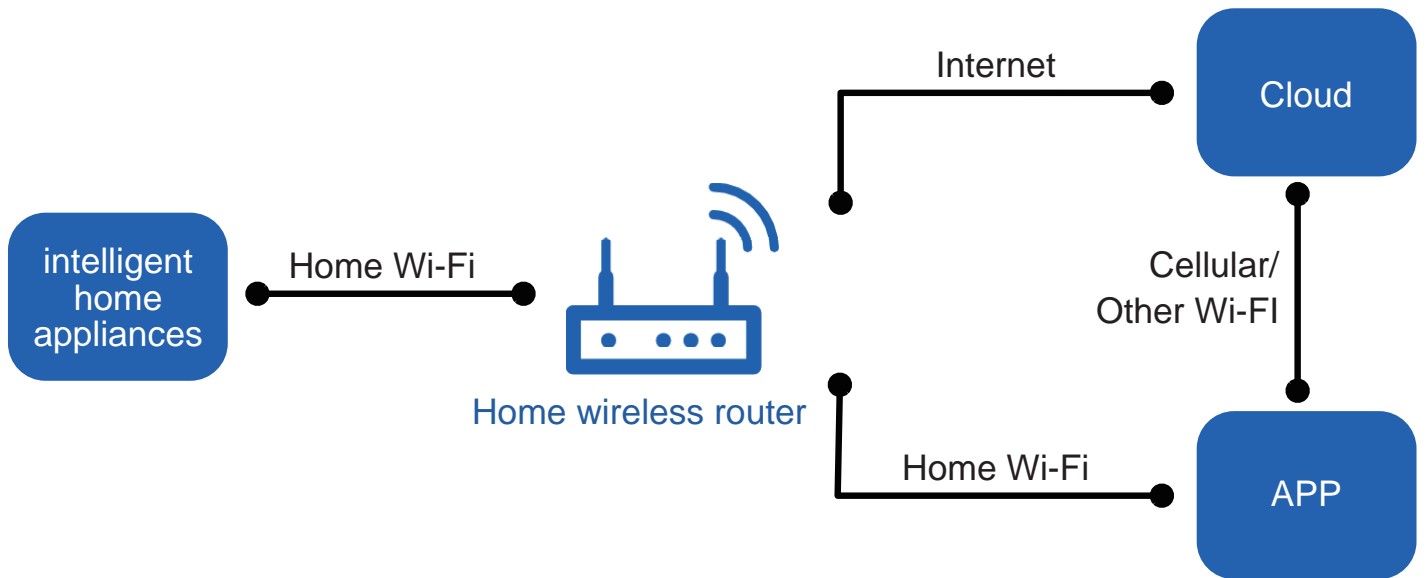 Internet
Cloud
intelligent
home
appliances
Home Wi-Fi
Cellular/
Other Wi-FI
Home wireless router
Home Wi-Fi
APP